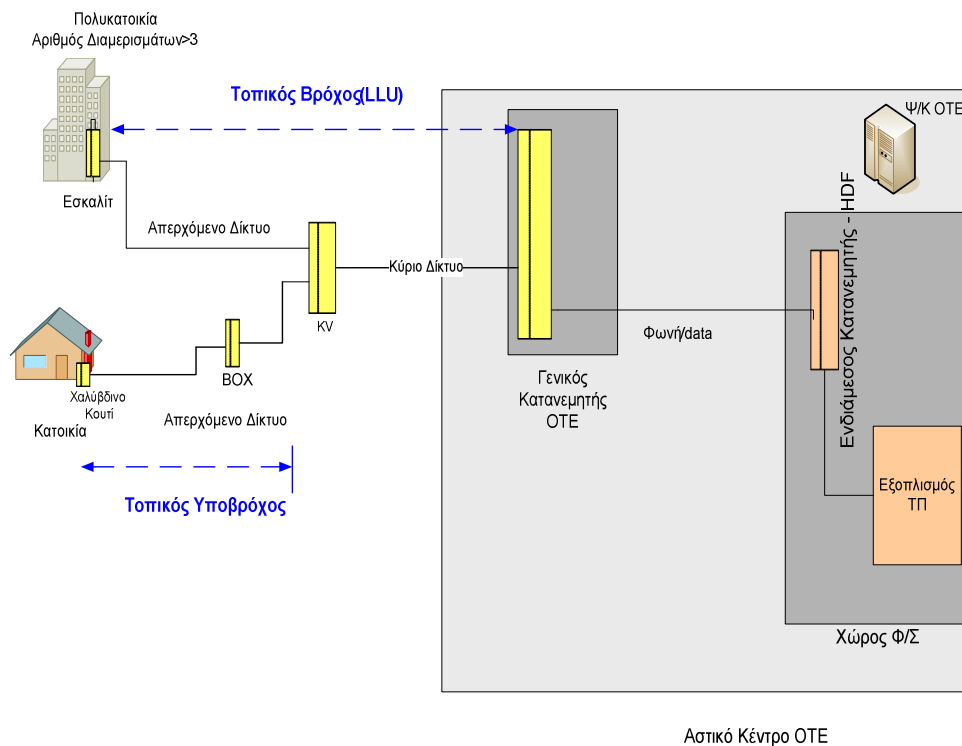 Πολυκατοικία
Αριθμός Διαμερισμάτων>3
Τοπικός Βρόχος(LLU)
Ψ/Κ ΟΤΕ
Εσκαλίτ
Απερχόμενο Δίκτυο
Κύριο Δίκτυο
KV
Ενδιάμεσος Κατανεμητής - HDF
Φωνή/data
BOX
Χαλύβδινο
Κουτί
Κατοικία
Απερχόμενο Δίκτυο
Γενικός
Κατανεμητής
ΟΤΕ
Τοπικός Υποβρόχος
Εξοπλισμός
ΤΠ
Χώρος Φ/Σ
Αστικό Κέντρο ΟΤΕ